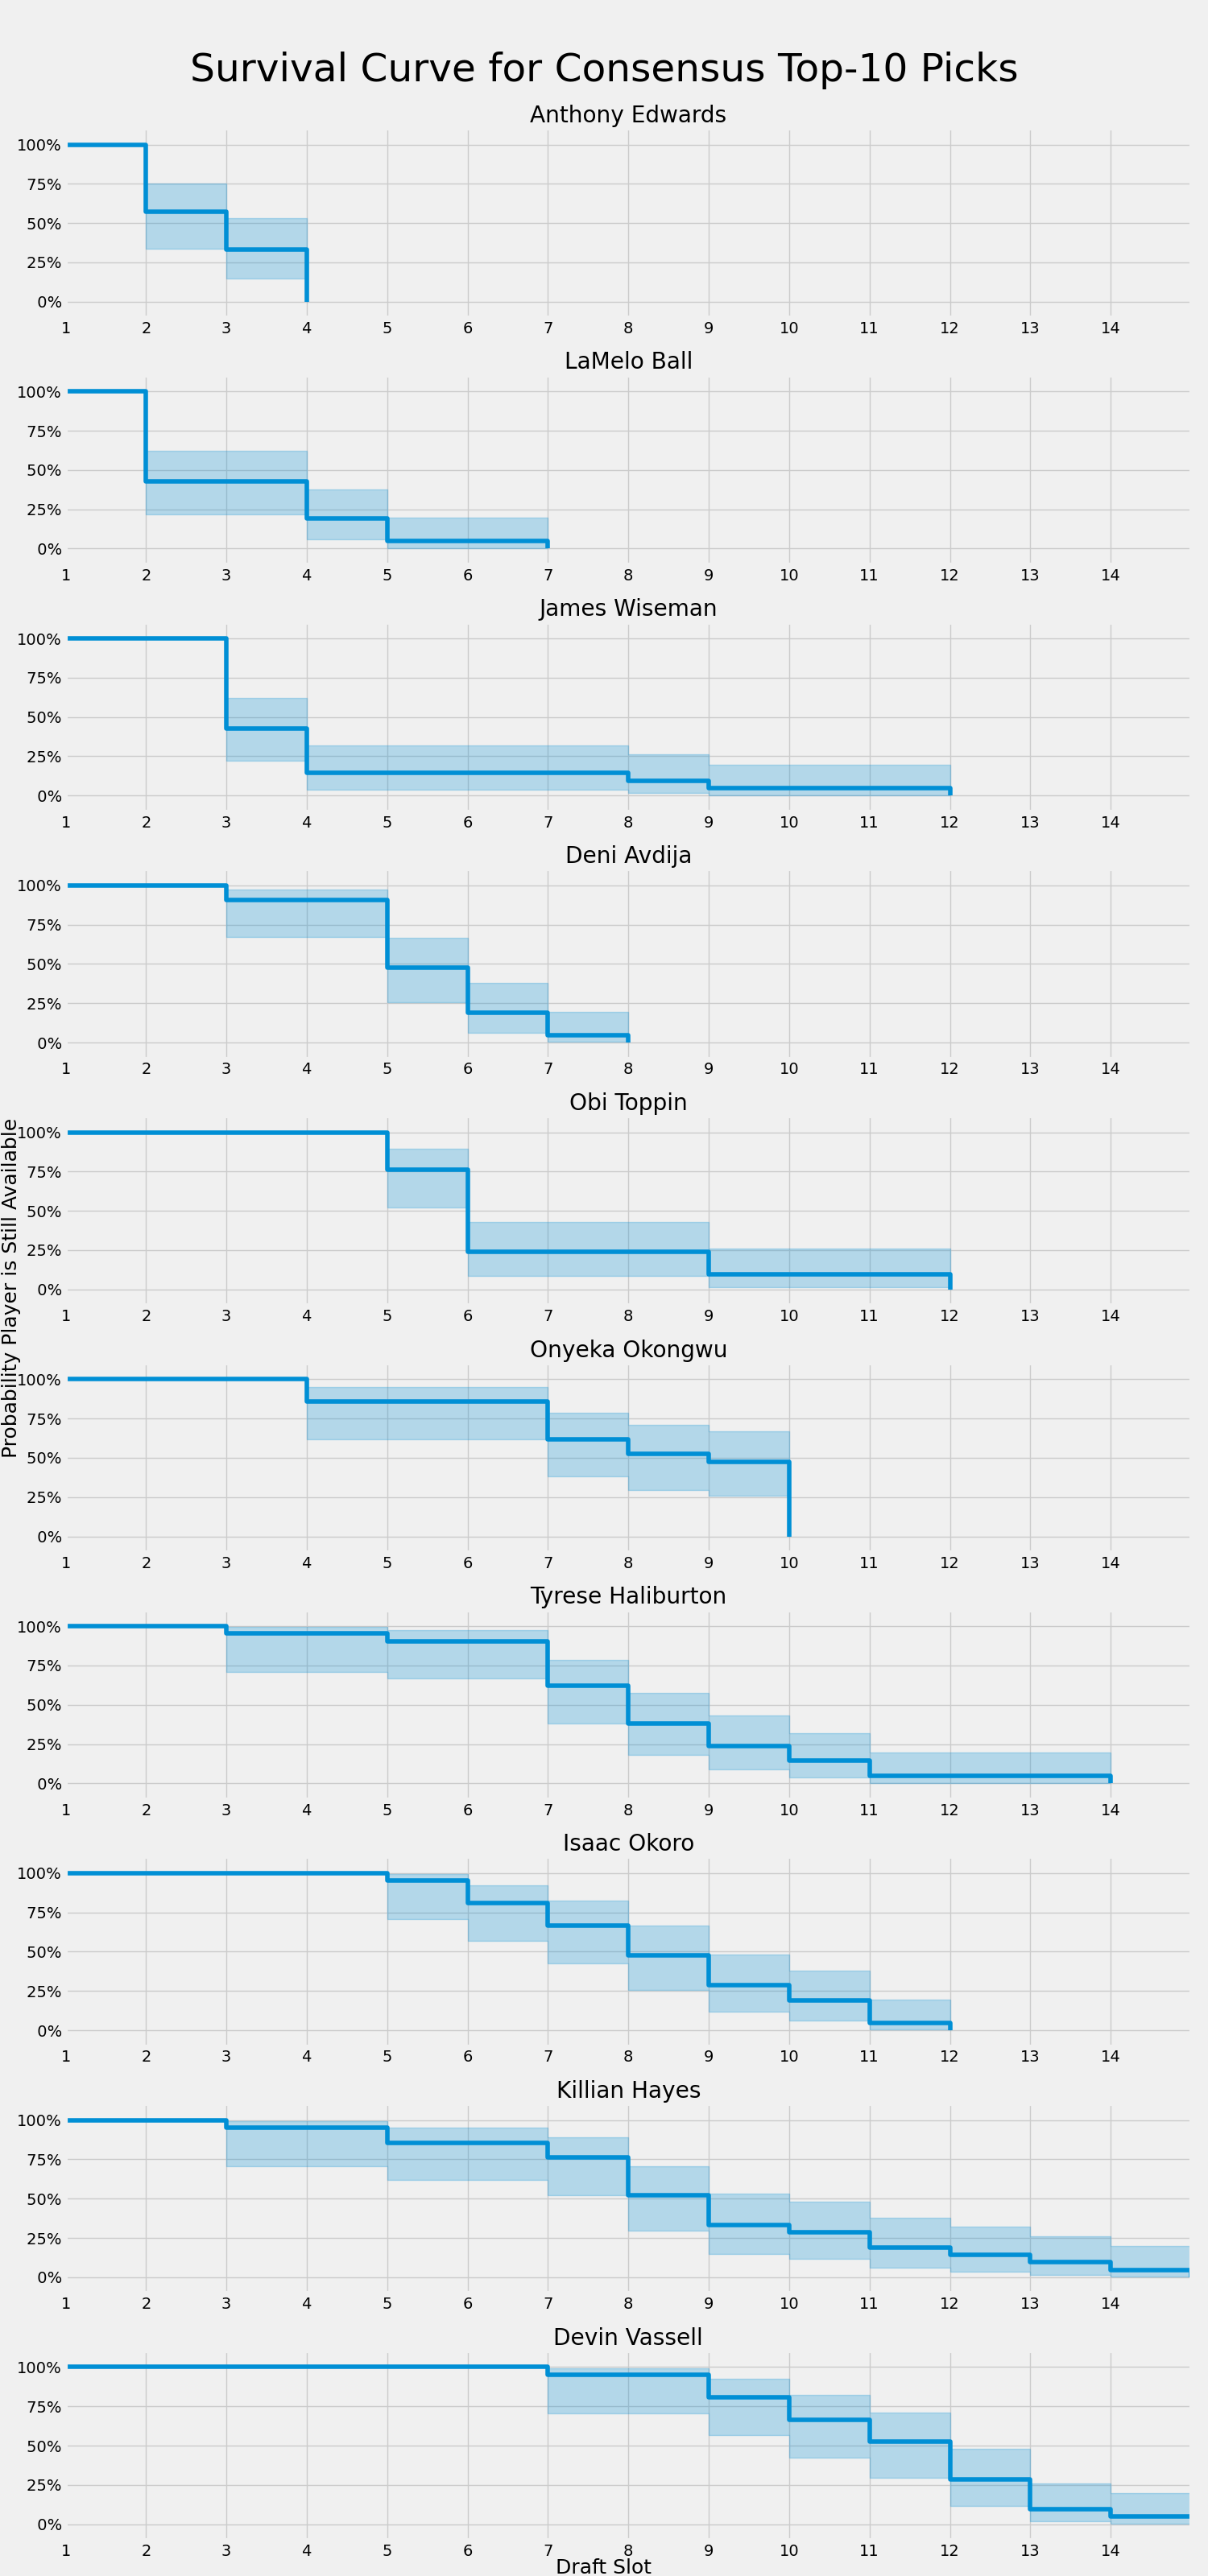 Survival Curve for Consensus Top-10 Picks
Anthony Edwards
100%
75%
50%
25%
0%
1 2 3 4 5 6 7 8 9 10 11 12 13 14
LaMelo Ball
100%
75%
50%
25%
0%
1 2 3 4 5 6 7 8 9 10 11 12 13 14
James Wiseman
100%
75%
50%
25%
0%
1 2 3 4 5 6 7 8 9 10 11 12 13 14
Deni Avdija
100%
75%
50%
25%
0%
1 2 3 4 5 6 7 8 9 10 11 12 13 14
Obi Toppin
100%
75%
50%
25%
0%
1 2 3 4 5 6 7 8 9 10 11 12 13 14
Probability Player is Still Available
Onyeka Okongwu
100%
75%
50%
25%
0%
1 2 3 4 5 6 7 8 9 10 11 12 13 14
Tyrese Haliburton
100%
75%
50%
25%
0%
1 2 3 4 5 6 7 8 9 10 11 12 13 14
Isaac Okoro
100%
75%
50%
25%
0%
1 2 3 4 5 6 7 8 9 10 11 12 13 14
Killian Hayes
100%
75%
50%
25%
0%
1 2 3 4 5 6 7 8 9 10 11 12 13 14
Devin Vassell
100%
75%
50%
25%
0%
1 2 3 4 5 6 7 8 9 10 11 12 13 14
Draft Slot